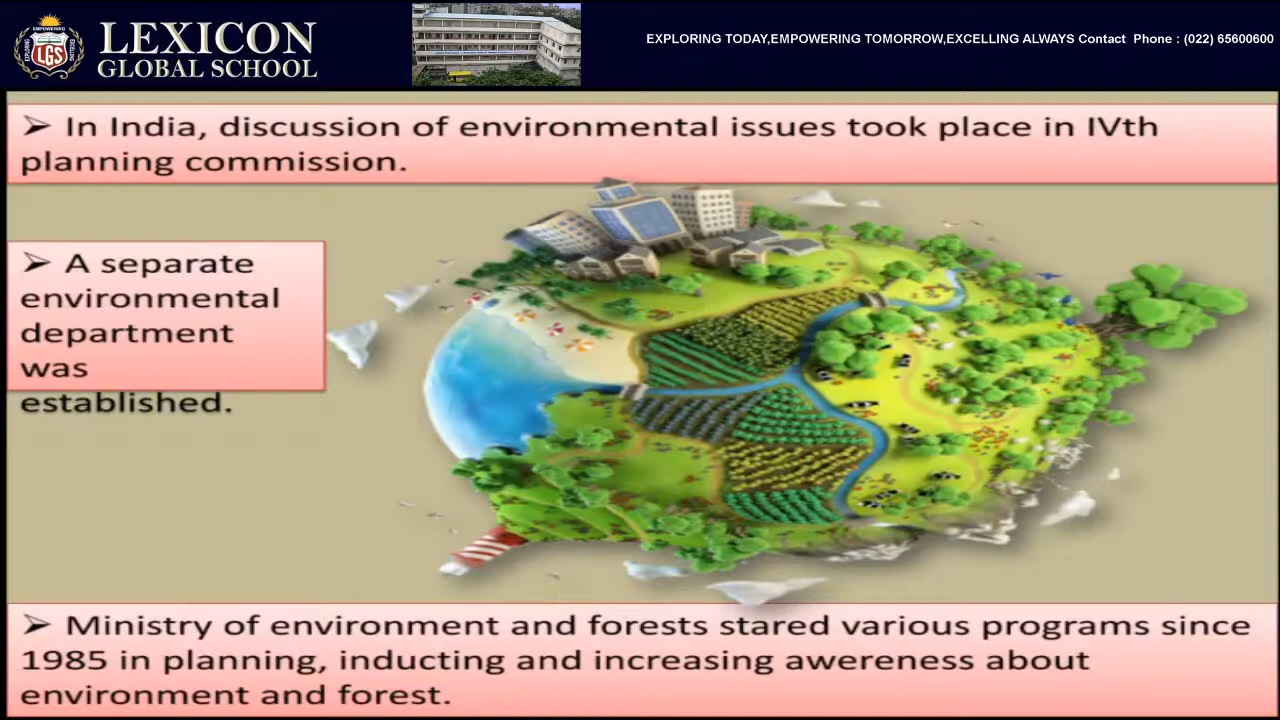 LEXICON
GLOBAL SCHOOL
EMPOWERING
LGS
EXPLORING TODAY,EMPOWERING TOMORROW,EXCELLING ALWAYS Contact Phone : (022) 65600600
➢ In India, discussion of environmental issues took place in IVth
planning commission.
➢ A separate
environmental
department
was
established.
➢ Ministry of environment and forests stared various programs since
1985 in planning, inducting and increasing awereness about
environment and forest.